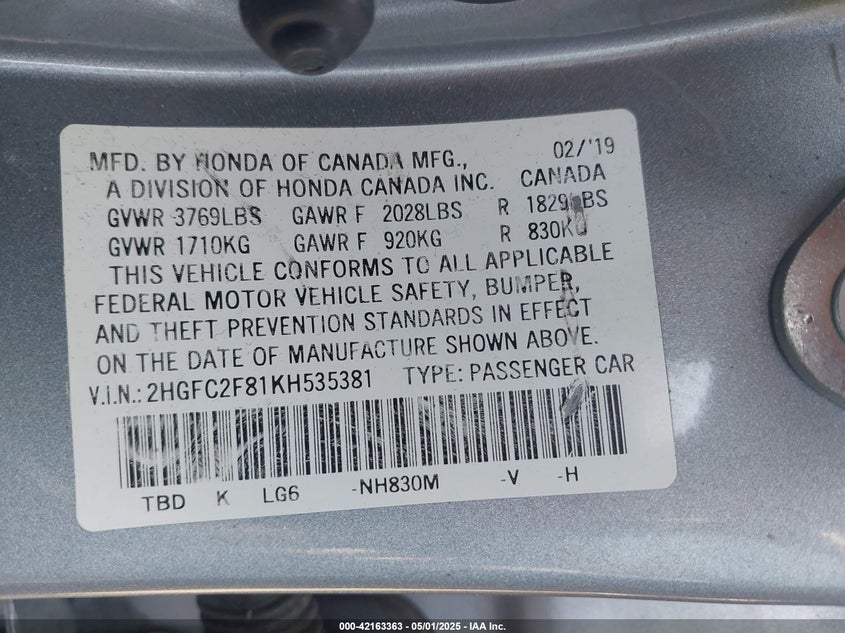 MFD. BY HONDA OF CANADA MFG., 02/'19
A DIVISION OF HONDA CANADA INC. CANADA
GVWR 3769LBS GAWR F 2028LBS R 1829LBS
GVWR 1710KG GAWR F 920KG R 830KG
THIS VEHICLE CONFORMS TO ALL APPLICABLE
FEDERAL MOTOR VEHICLE SAFETY, BUMPER,
AND THEFT PREVENTION STANDARDS IN EFFECT
ON THE DATE OF MANUFACTURE SHOWN ABOVE.
V.I.N.: 2HGFC2F81KH535381 TYPE: PASSENGER CAR
TBD K LG6 -NH830M -V -H
000-42163363 - 05/01/2025 - IAA Inc.